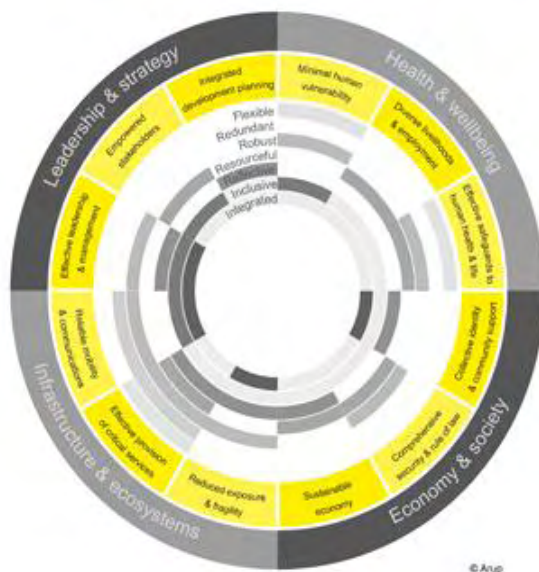 Leadership & strategy
Health & wellbeing
Economy & society
Infrastructure & ecosystems
Minimal human
vulnerability
Diverse livelihoods
& employment
Effective safeguards to
human health & life
Collective identity
& community support
Comprehensive
security & rule of law
Sustainable
economy
Reduced exposure
& fragility
Effective provision
of critical services
Reliable mobility
& communications
Effective leadership
& management
Empowered
stakeholders
Integrated
development planning
Flexible
Redundant
Robust
Resourceful
Reflective
Inclusive
Integrated
© Arup